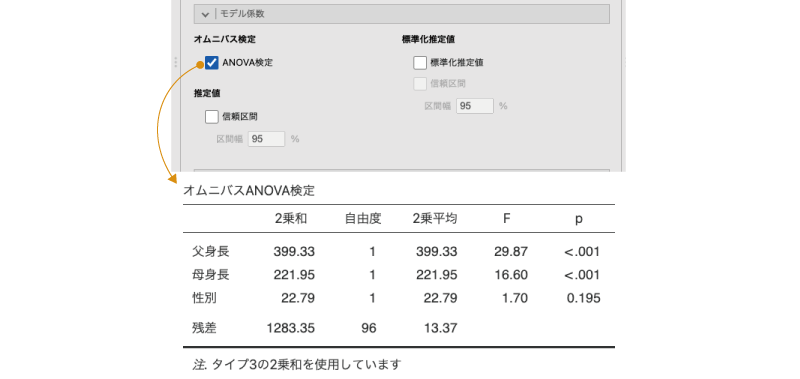 モデル係数
オムニバス検定 標準化推定値
ANOVA検定 標準化推定値
信頼区間
推定値
区間幅 95 %
信頼区間
区間幅 95 %
オムニバスANOVA検定
2乗和 自由度 2乗平均 F p
父身長 399.33 1 399.33 29.87 <.001
母身長 221.95 1 221.95 16.60 <.001
性別 22.79 1 22.79 1.70 0.195
残差 1283.35 96 13.37
注. タイプ3の2乗和を使用しています